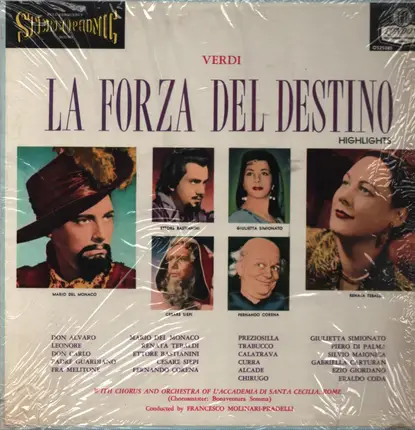 STEREOPHONIC
VERDI
LA FORZA DEL DESTINO
HIGHLIGHTS
ETTORE BASTIANINI
GIULIETTA SIMIONATO
MARIO DEL MONACO
CESARE SIEPI
FERNANDO CORENA
RENATA TEBALDI
DON ALVARO MARIO DEL MONACO PREZIOSILLA GIULIETTA SIMIONATO
LEONORE RENATA TEBALDI TRABUCCO PIERO DI PALMA
DON CARLO ETTORE BASTIANINI CALATRAVA SILVIO MAIONICA
PADRE GUARDIANO CESARE SIEPI CURRA GABRIELLA CARTURAN
FRA MELITONE FERNANDO CORENA ALCADE EZIO GIORDANO
CHIRUGO ERALDO CODA
WITH CHORUS AND ORCHESTRA OF L'ACCADEMIA DI SANTA CECILIA, ROME
(Chorusmaster: Bonaventura Somma)
Conducted by FRANCESCO MOLINARI-PRADELLI